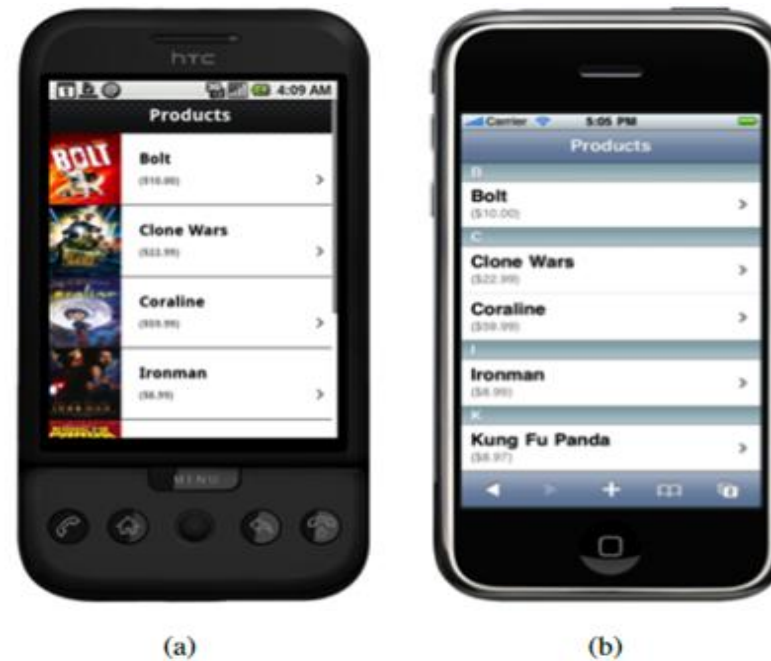 hTC
4:09 AM
Products
BOLT
Bolt
($10.00)
Clone Wars
($22.99)
Coraline
($59.99)
Ironman
($8.99)
MENU
(a)
Carrier 5:05 PM
Products
B
Bolt
($10.00)
C
Clone Wars
($22.99)
Coraline
($59.99)
I
Ironman
($8.99)
K
Kung Fu Panda
($8.97)
(b)